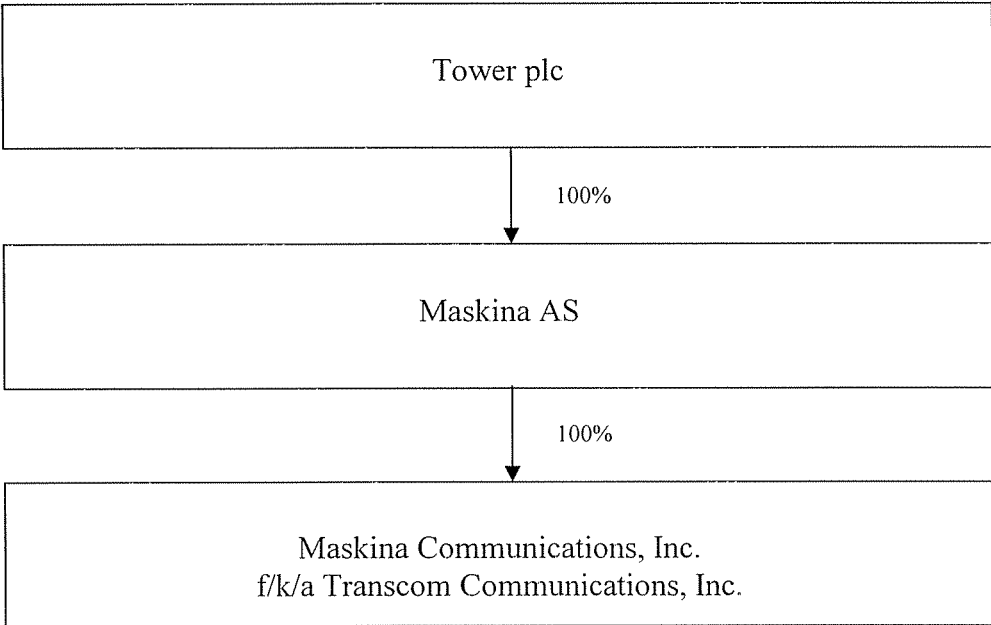 Tower plc
100%
Maskina AS
100%
Maskina Communications, Inc.
f/k/a Transcom Communications, Inc.